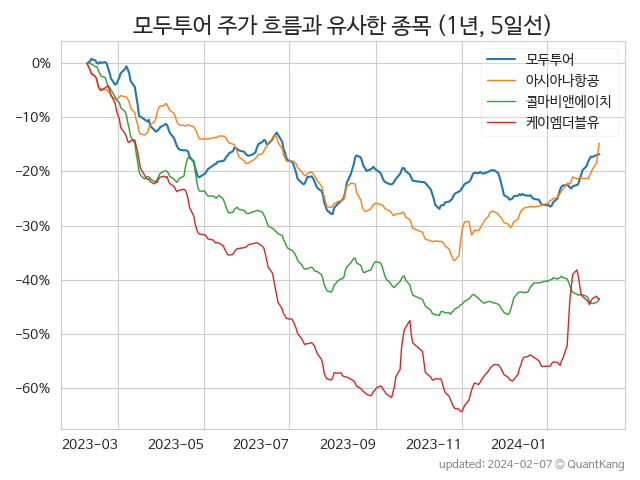 모두투어 주가 흐름과 유사한 종목 (1년, 5일선)
모두투어
아시아나항공
콜마비앤에이치
케이엠더블유
0%
−10%
−20%
−30%
−40%
−50%
−60%
2023-03 2023-05 2023-07 2023-09 2023-11 2024-01
updated: 2024-02-07 © QuantKang